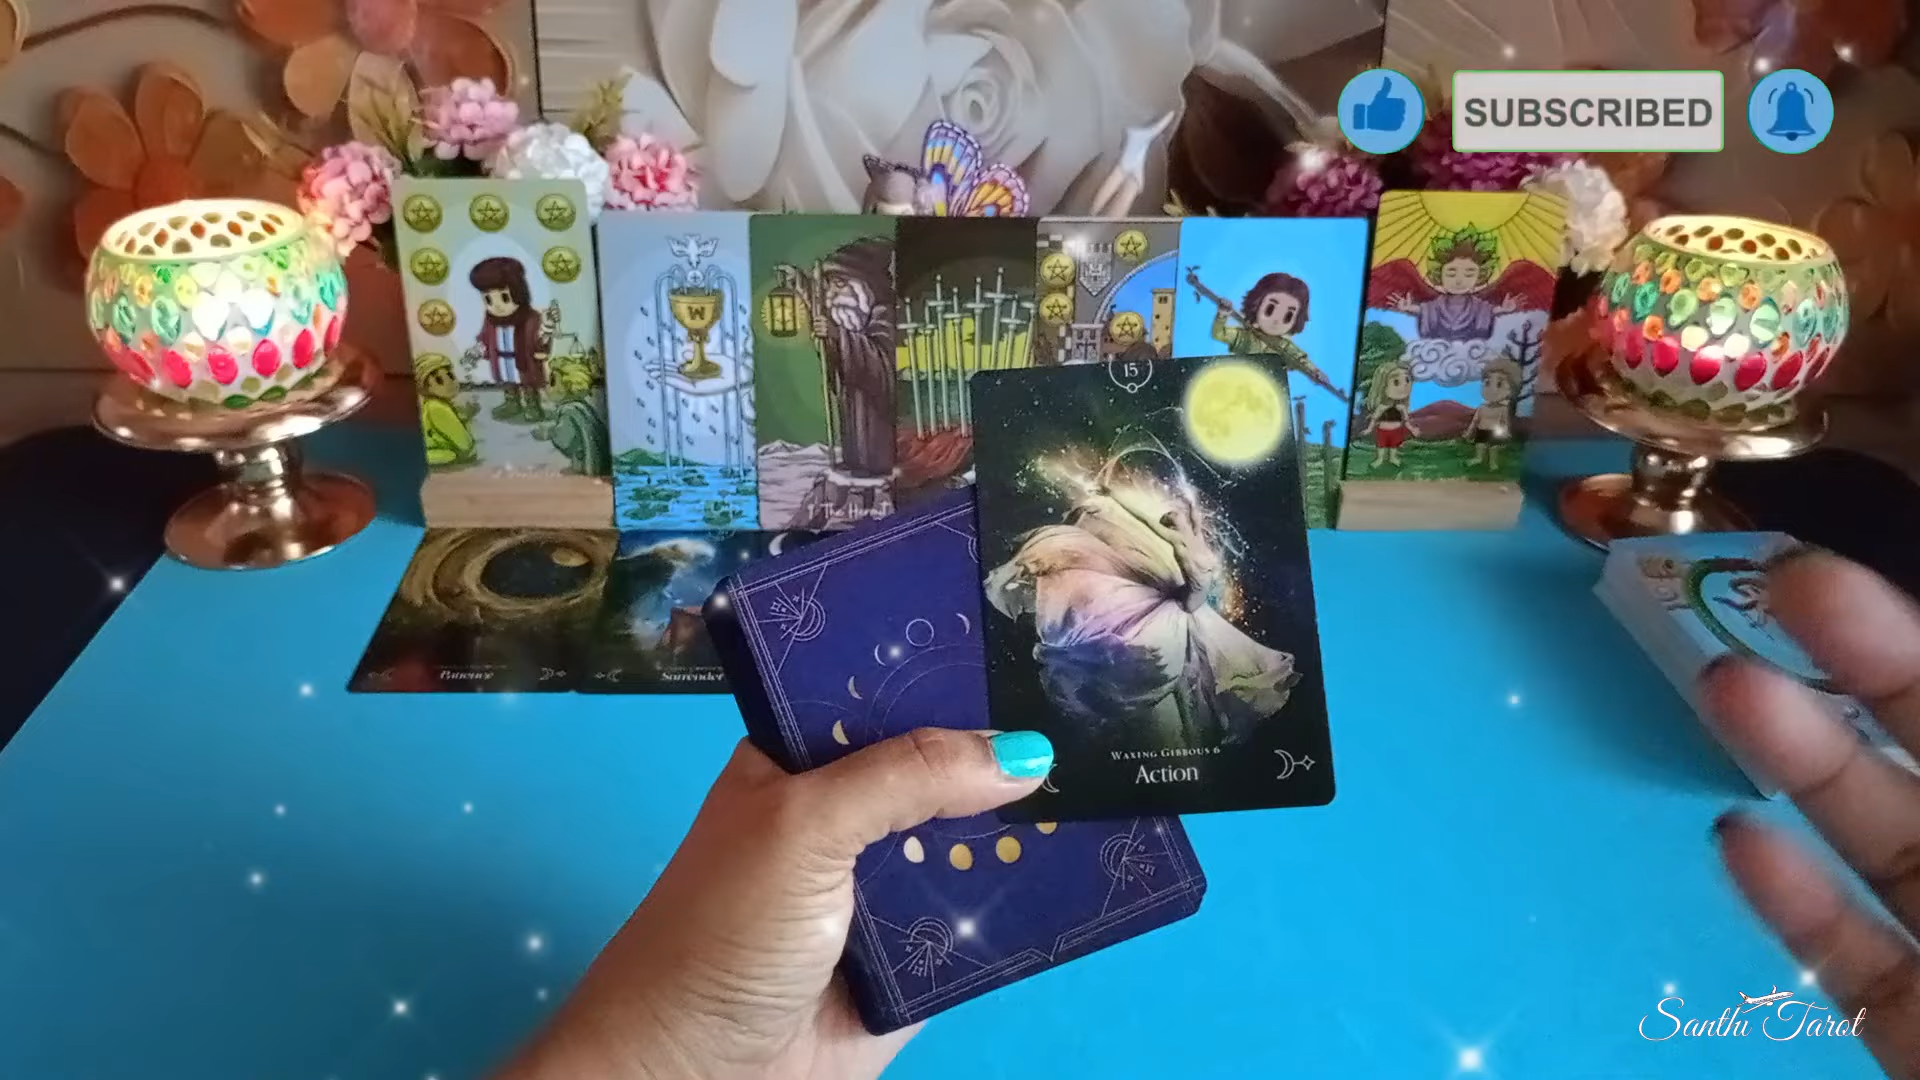 SUBSCRIBED
W
15
The Hermit
Patience
Surrender
WAXING GIBBOUS 6
Action
Santhi Tarot